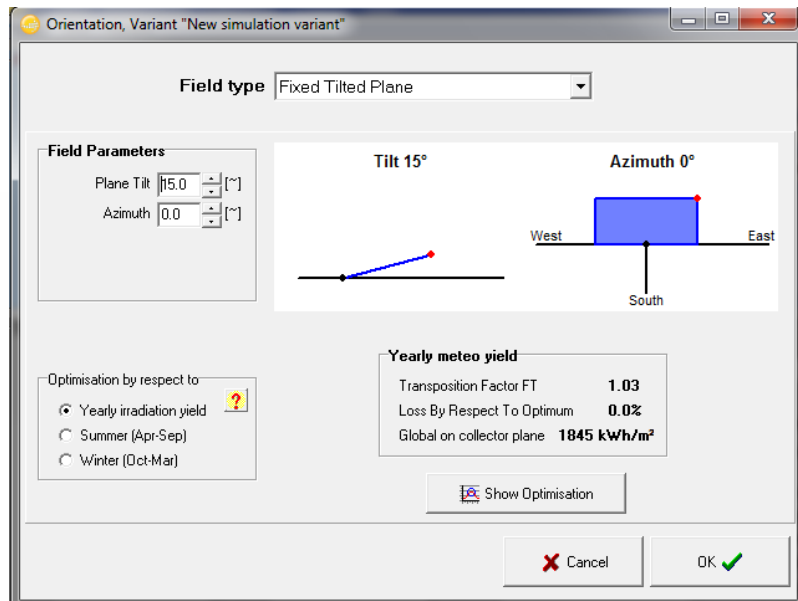 Orientation, Variant "New simulation variant"
Field type Fixed Tilted Plane
Field Parameters
Plane Tilt 15.0 [~]
Azimuth 0.0 [~]
Tilt 15°
Azimuth 0°
West
East
South
Optimisation by respect to
Yearly irradiation yield
?
Summer (Apr-Sep)
Winter (Oct-Mar)
Yearly meteo yield
Transposition Factor FT 1.03
Loss By Respect To Optimum 0.0%
Global on collector plane 1845 kWh/m²
Show Optimisation
Cancel
OK